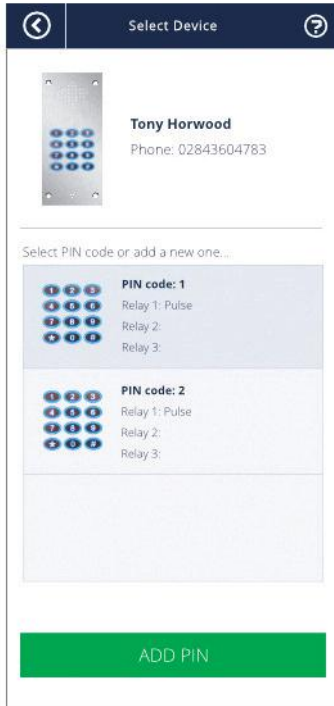 Select Device
Tony Horwood
Phone: 02843604783
Select PIN code or add a new one...
PIN code: 1
Relay 1: Pulse
Relay 2:
Relay 3:
PIN code: 2
Relay 1: Pulse
Relay 2:
Relay 3:
ADD PIN